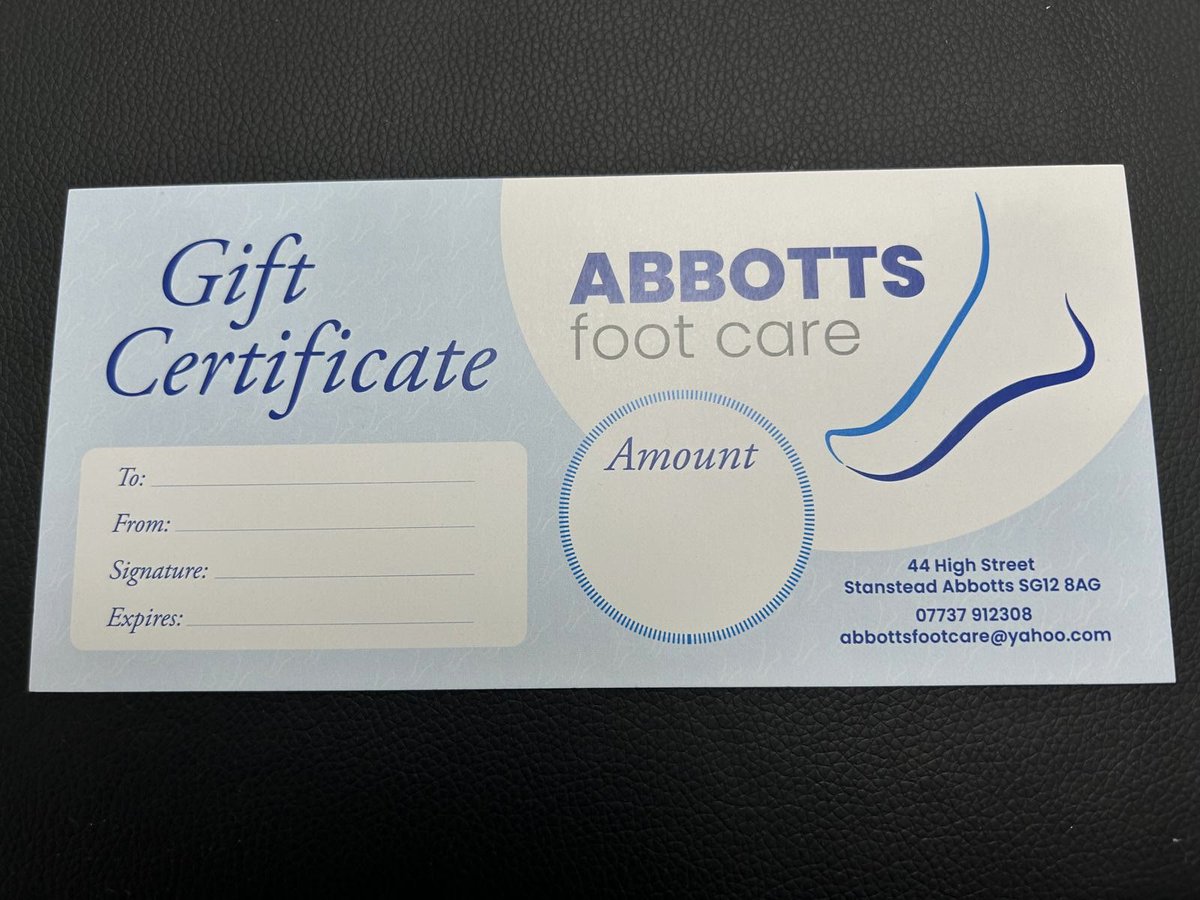 Gift
Certificate
To:
From:
Signature:
Expires:
ABBOTTS
foot care
Amount
44 High Street
Stanstead Abbotts SG12 8AG
07737 912308
abbottsfootcare@yahoo.com